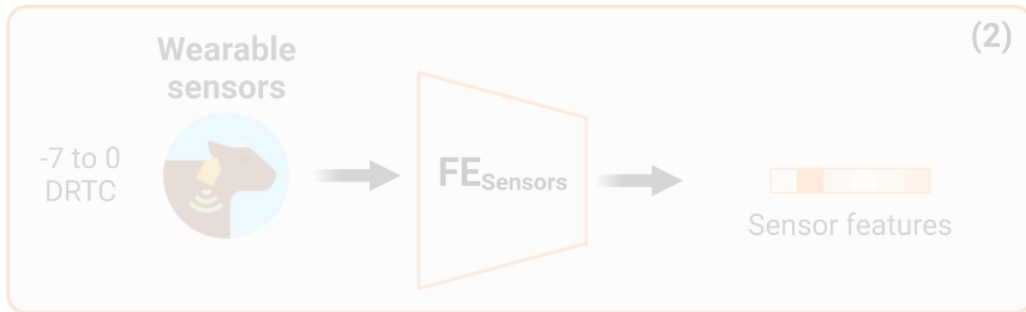 (2)
Wearable
sensors
-7 to 0
DRTC
FESensors
Sensor features